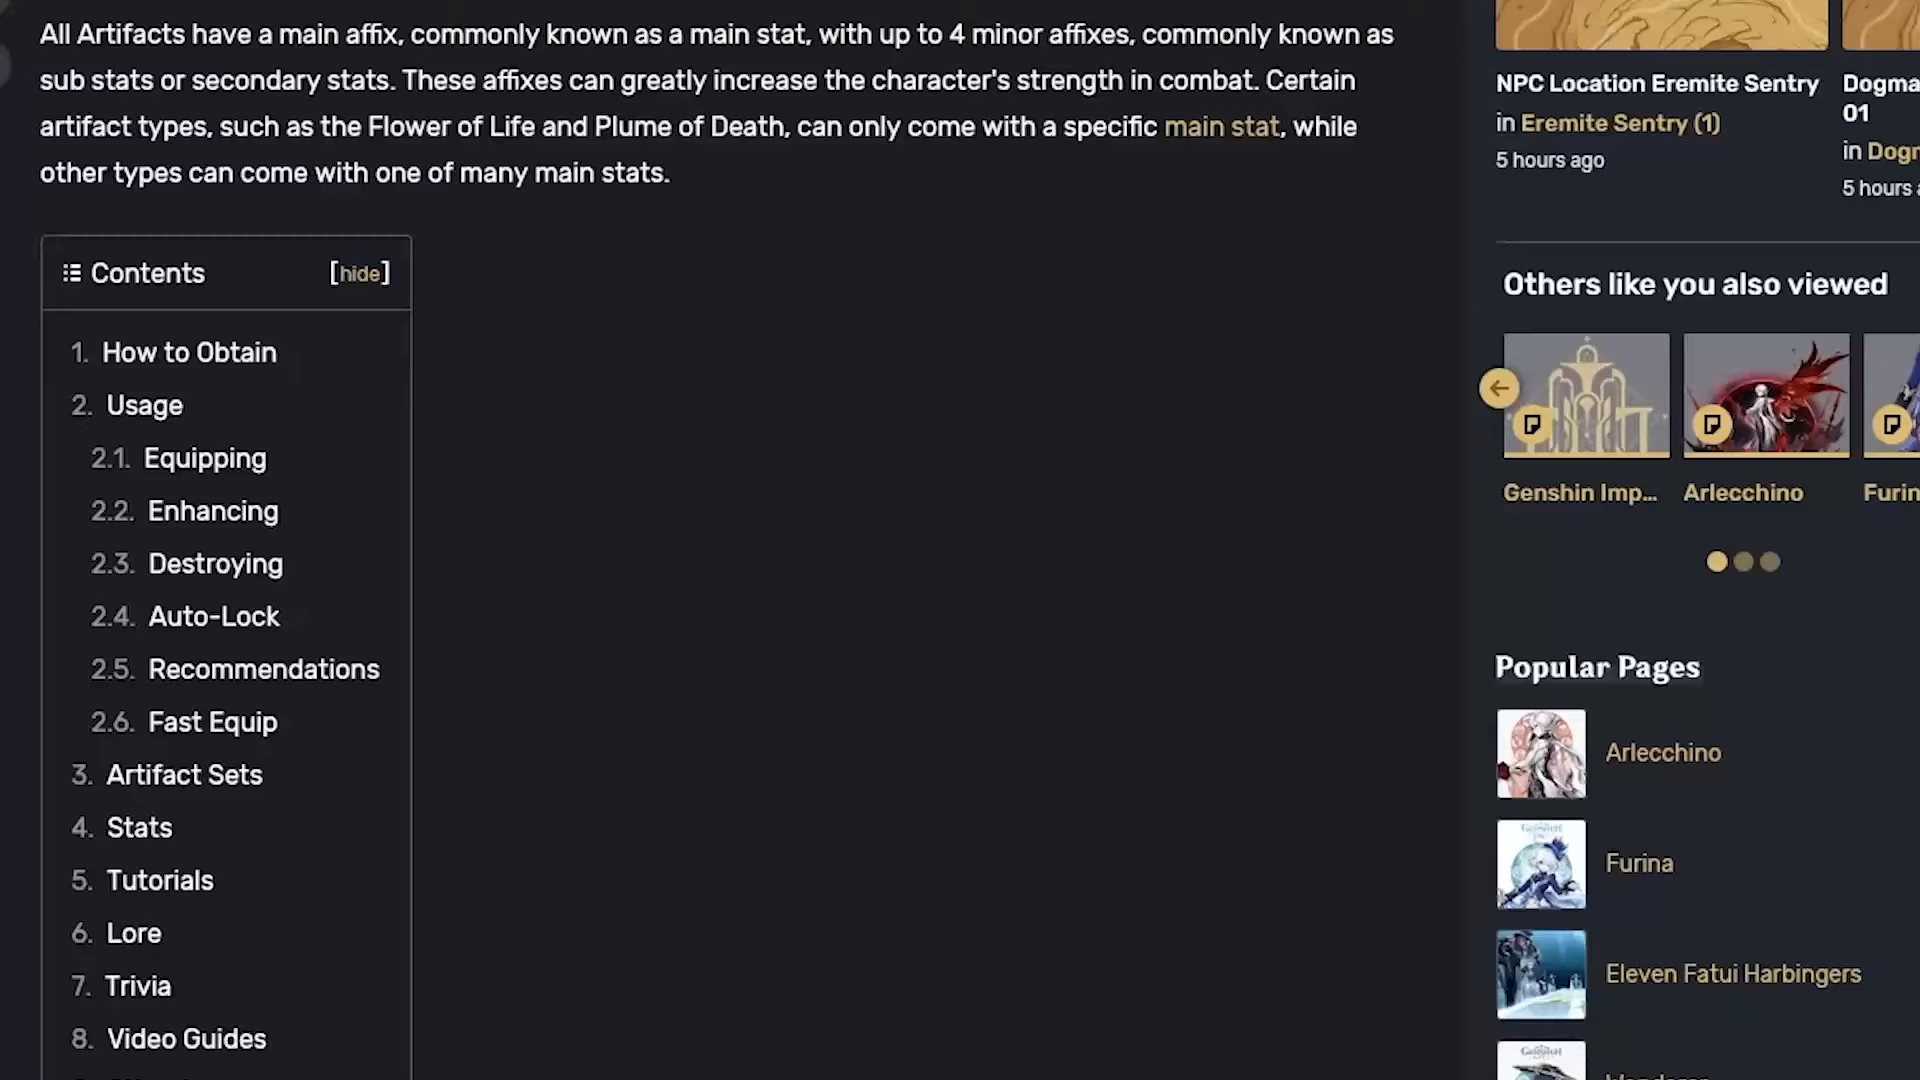 All Artifacts have a main affix, commonly known as a main stat, with up to 4 minor affixes, commonly known as
sub stats or secondary stats. These affixes can greatly increase the character's strength in combat. Certain
artifact types, such as the Flower of Life and Plume of Death, can only come with a specific main stat, while
other types can come with one of many main stats.
Contents [hide]
1. How to Obtain
2. Usage
2.1. Equipping
2.2. Enhancing
2.3. Destroying
2.4. Auto-Lock
2.5. Recommendations
2.6. Fast Equip
3. Artifact Sets
4. Stats
5. Tutorials
6. Lore
7. Trivia
8. Video Guides
NPC Location Eremite Sentry
in Eremite Sentry (1)
5 hours ago
Dogma
01
in Dogr
5 hours
Others like you also viewed
Genshin Imp...
Arlecchino
Furin
Popular Pages
Arlecchino
Furina
Eleven Fatui Harbingers